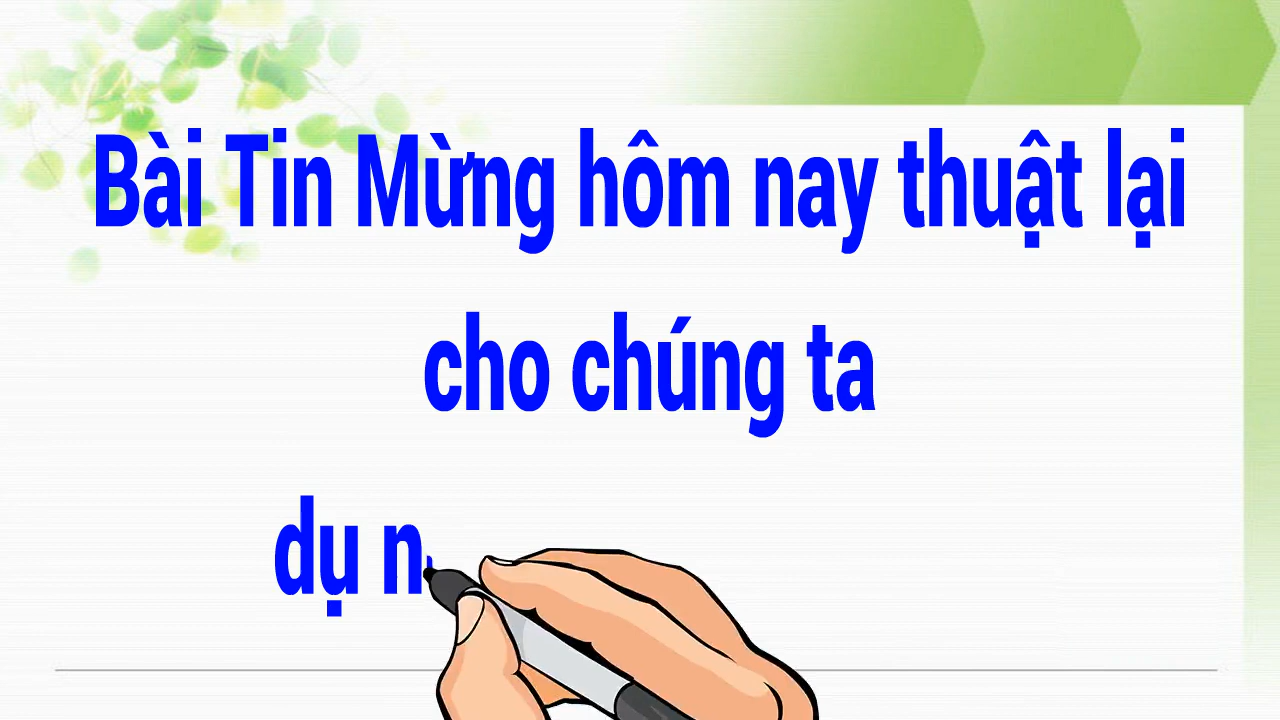 Bài Tin Mừng hôm nay thuật lại
cho chúng ta
dụ